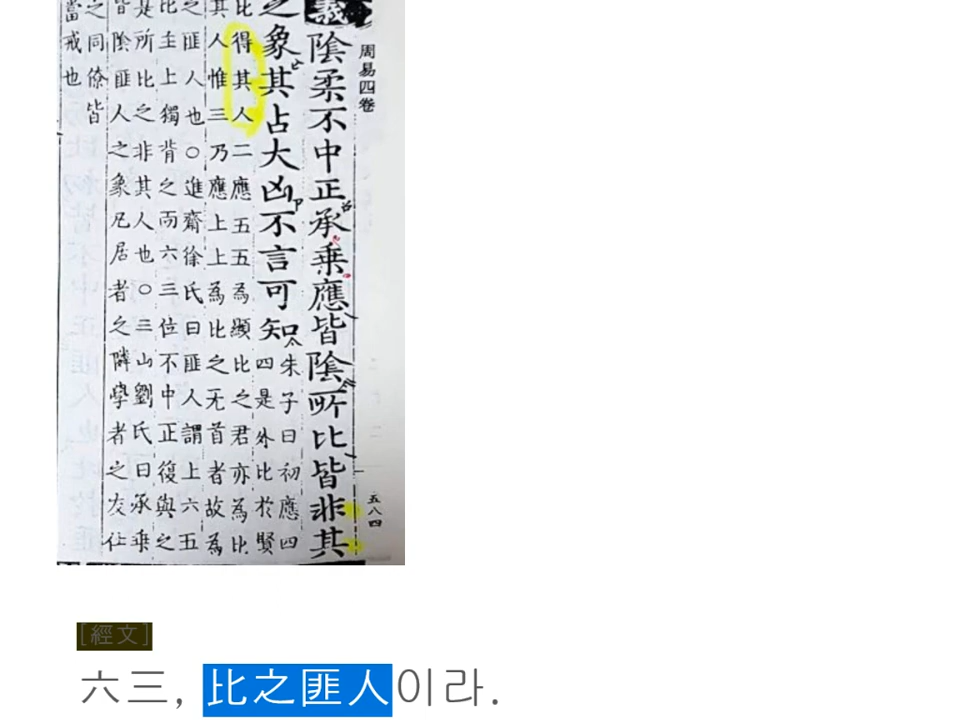 周易四卷
五八四
陰柔不中正承乘應皆陰所比皆非其
之象其占大凶不言可知
朱子曰初應四
四是外比於賢
比得其人二應五五為顯比之君亦為比
其人惟三乃應上上為比之无首者故為
之匪人也○進齋徐氏曰匪人謂上六五
比主上獨背之而六三位不中正復與之
是所比之非其人也○三山劉氏曰承乘
皆陰匪人之象凡居者之隣學者之友仕
之同僚皆
當戒也
[經文]
六三, 比之匪人이라.